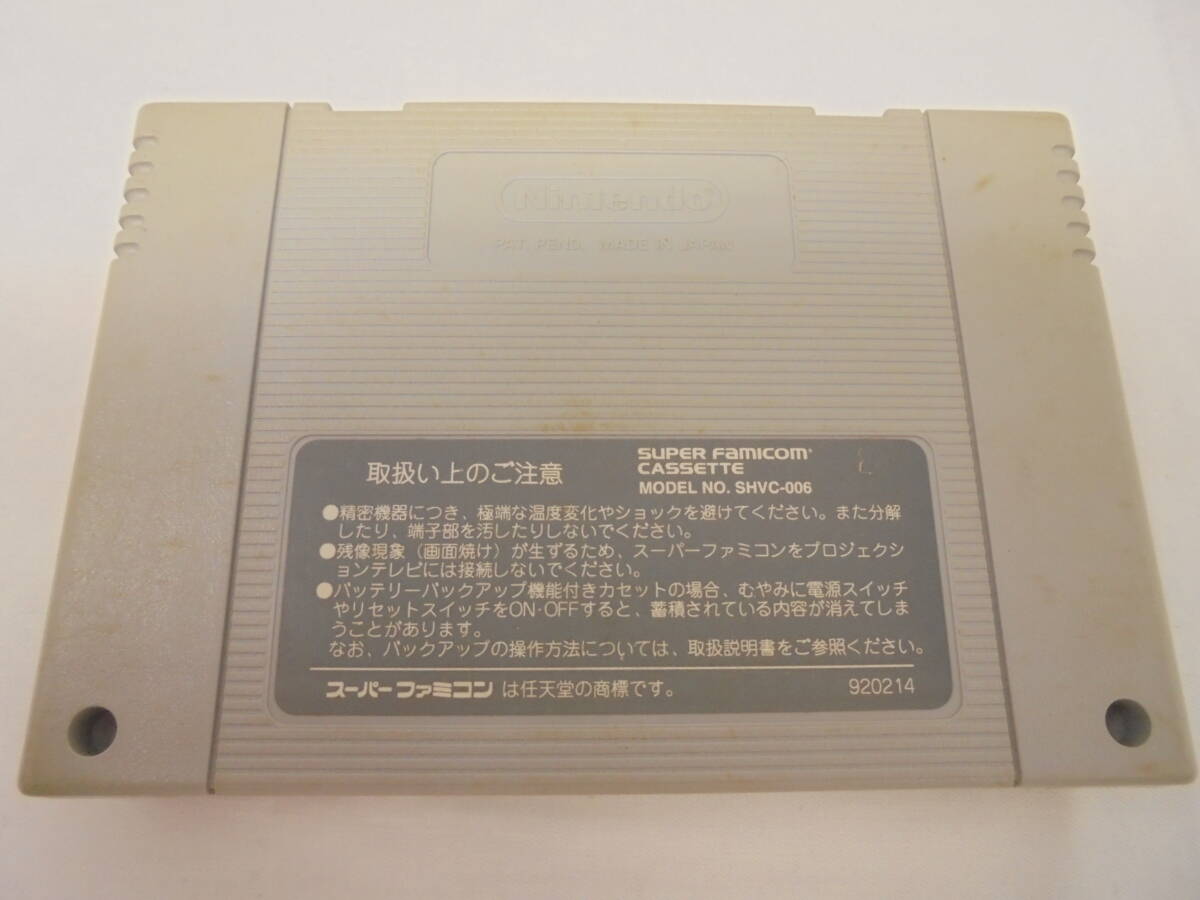 Nintendo
PAT. PEND. MADE IN JAPAN
取扱い上のご注意
SUPER FAMICOM
CASSETTE
MODEL NO. SHVC-006
●精密機器につき、極端な温度変化やショックを避けてください。また分解
したり、端子部を汚したりしないでください。
●残像現象（画面焼け）が生ずるため、スーパーファミコンをプロジェクシ
ョンテレビには接続しないでください。
●バッテリーバックアップ機能付きカセットの場合、むやみに電源スイッチ
やリセットスイッチをON·OFFすると、蓄積されている内容が消えてしま
うことがあります。
なお、バックアップの操作方法については、取扱説明書をご参照ください。
スーパーファミコン は任天堂の商標です。
920214